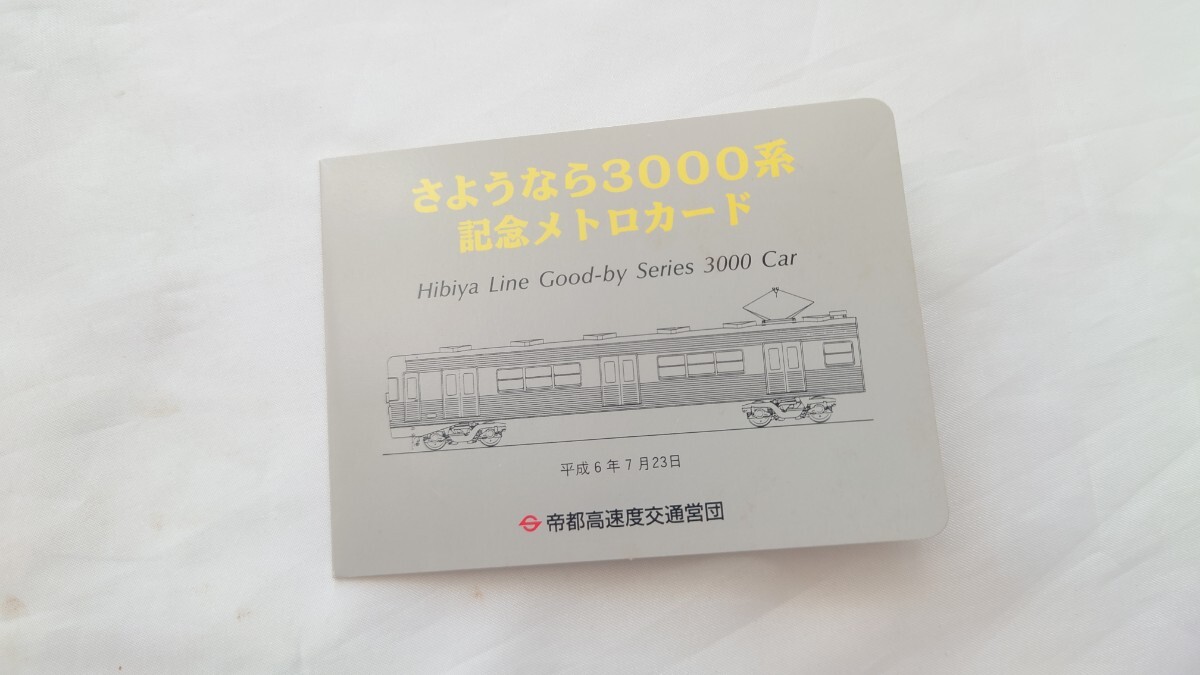 さようなら3000系
記念メトロカード
Hibiya Line Good-by Series 3000 Car
平成6年7月23日
帝都高速度交通営団